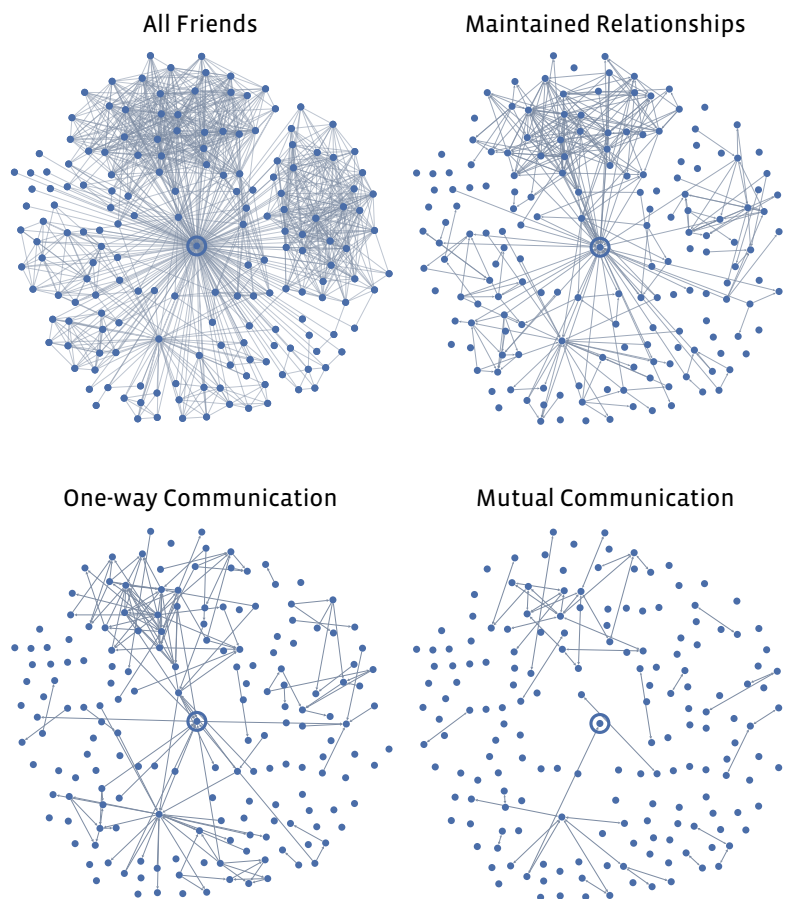 All Friends
Maintained Relationships
One-way Communication
Mutual Communication